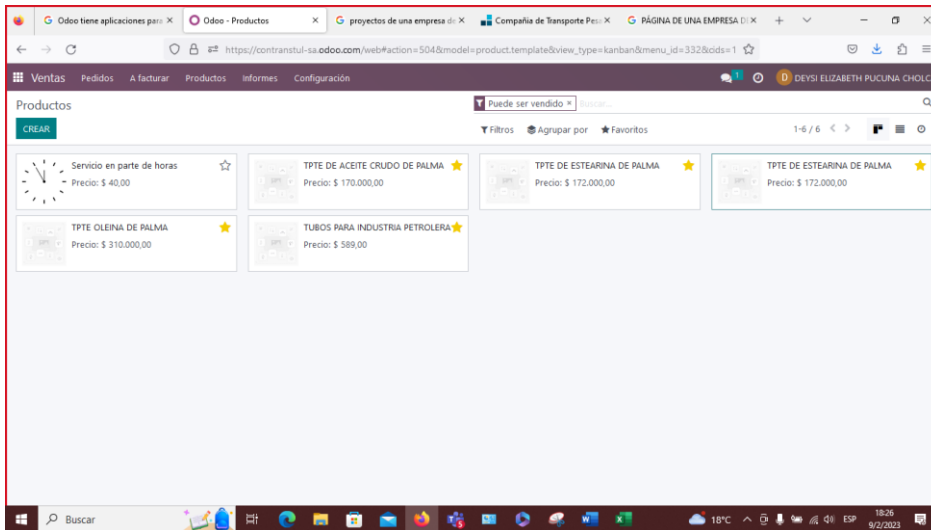 Odoo tiene aplicaciones para
Odoo - Productos
proyectos de una empresa de
Compañia de Transporte Pesa
PÁGINA DE UNA EMPRESA DE
https://contranstul-sa.odoo.com/web#action=504&model=product.template&view_type=kanban&menu_id=332&cids=1
Ventas Pedidos A facturar Productos Informes Configuración
1
D DEYSI ELIZABETH PUCUNA CHOLC
Productos
Puede ser vendido × Buscar...
CREAR
Filtros Agrupar por Favoritos
1-6 / 6
Servicio en parte de horas
Precio: $ 40,00
TPTE DE ACEITE CRUDO DE PALMA
Precio: $ 170.000,00
TPTE DE ESTEARINA DE PALMA
Precio: $ 172.000,00
TPTE DE ESTEARINA DE PALMA
Precio: $ 172.000,00
TPTE OLEINA DE PALMA
Precio: $ 310.000,00
TUBOS PARA INDUSTRIA PETROLERA
Precio: $ 589,00
Buscar
18°C
ESP
18:26
9/2/2023